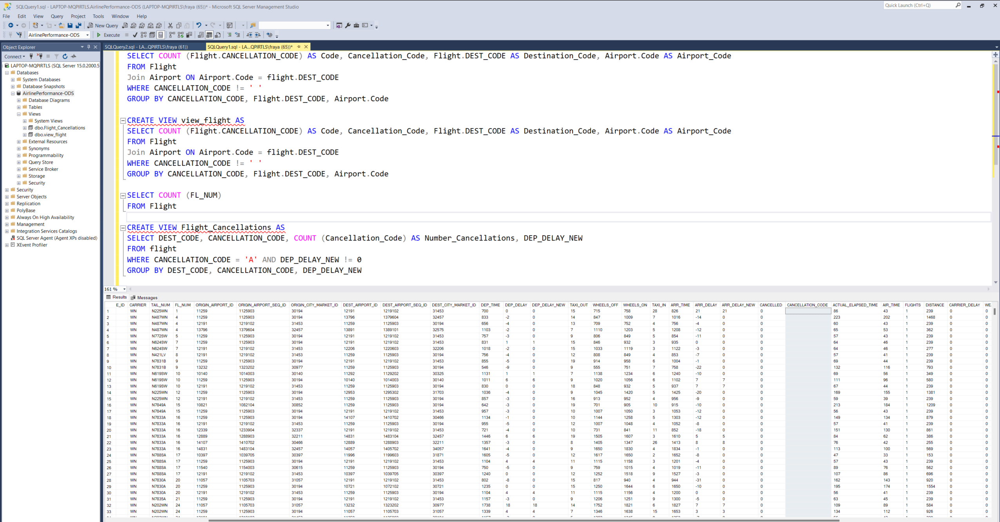 SQLQuery1.sql - LAPTOP-MQPIRTLS.AirlinePerformance-ODS (LAPTOP-MQPIRTLS\fraya (65))* - Microsoft SQL Server Management Studio
Quick Launch (Ctrl+Q)
File Edit View Query Project Tools Window Help
New Query
AirlinePerformance-ODS Execute
Object Explorer
Connect
LAPTOP-MQPIRTLS (SQL Server 15.0.2000.5
Databases
System Databases
Database Snapshots
AirlinePerformance-ODS
Database Diagrams
Tables
Views
System Views
dbo.Flight_Cancellations
dbo.view_flight
External Resources
Synonyms
Programmability
Query Store
Service Broker
Storage
Security
Security
Server Objects
Replication
PolyBase
Always On High Availability
Management
Integration Services Catalogs
SQL Server Agent (Agent XPs disabled)
XEvent Profiler
SQLQuery2.sql - LA...QPIRTLS\fraya (61)) SQLQuery1.sql - LA...QPIRTLS\fraya (65))*
SELECT COUNT (Flight.CANCELLATION_CODE) AS Code, Cancellation_Code, Flight.DEST_CODE AS Destination_Code, Airport.Code AS Airport_Code
FROM Flight
Join Airport ON Airport.Code = flight.DEST_CODE
WHERE CANCELLATION_CODE != ' '
GROUP BY CANCELLATION_CODE, Flight.DEST_CODE, Airport.Code
CREATE VIEW view_flight AS
SELECT COUNT (Flight.CANCELLATION_CODE) AS Code, Cancellation_Code, Flight.DEST_CODE AS Destination_Code, Airport.Code AS Airport_Code
FROM Flight
Join Airport ON Airport.Code = flight.DEST_CODE
WHERE CANCELLATION_CODE != ' '
GROUP BY CANCELLATION_CODE, Flight.DEST_CODE, Airport.Code
SELECT COUNT (FL_NUM)
FROM Flight
CREATE VIEW Flight_Cancellations AS
SELECT DEST_CODE, CANCELLATION_CODE, COUNT (Cancellation_Code) AS Number_Cancellations, DEP_DELAY_NEW
FROM flight
WHERE CANCELLATION_CODE = 'A' AND DEP_DELAY_NEW != 0
GROUP BY DEST_CODE, CANCELLATION_CODE, DEP_DELAY_NEW
161 %
Results Messages
E_ID CARRIER TAIL_NUM FL_NUM ORIGIN_AIRPORT_ID ORIGIN_AIRPORT_SEQ_ID ORIGIN_CITY_MARKET_ID DEST_AIRPORT_ID DEST_AIRPORT_SEQ_ID DEST_CITY_MARKET_ID DEP_TIME DEP_DELAY DEP_DELAY_NEW TAXI_OUT WHEELS_OFF WHEELS_ON TAXI_IN ARR_TIME ARR_DELAY ARR_DELAY_NEW CANCELLED CANCELLATION_CODE ACTUAL_ELAPSED_TIME AIR_TIME FLIGHTS DISTANCE CARRIER_DELAY WE
1 WN N225WN 1 11259 1125903 30194 12191 1219102 31453 700 0 0 15 715 758 28 826 21 21 0 86 43 1 239 0 0
2 WN N487WN 4 11259 1125903 30194 13796 1379604 32457 833 -2 0 14 847 1009 7 1016 -14 0 0 223 202 1 1468 0 0
3 WN N487WN 4 12191 1219102 31453 11259 1125903 30194 656 -4 0 13 709 752 4 756 -4 0 0 60 43 1 239 0 0
4 WN N487WN 4 13796 1379604 32457 13891 1389101 32575 1103 -2 0 7 1110 1203 5 1208 -12 0 0 65 53 1 362 0 0
5 WN N772SW 5 11259 1125903 30194 12191 1219102 31453 757 -3 0 9 806 849 5 854 -11 0 0 57 43 1 239 0 0
6 WN N624SW 7 11259 1125903 30194 12191 1219102 31453 831 1 1 15 846 932 3 935 0 0 0 64 46 1 239 0 0
7 WN N624SW 7 12191 1219102 31453 12206 1220603 32206 1018 -2 0 15 1033 1119 3 1122 -3 0 0 64 46 1 277 0 0
8 WN N421LV 8 12191 1219102 31453 11259 1125903 30194 756 -4 0 12 808 849 4 853 -7 0 0 57 41 1 239 0 0
9 WN N7831B 9 11259 1125903 30194 12191 1219102 31453 855 -5 0 19 914 958 6 1004 -1 0 0 69 44 1 239 0 0
10 WN N7831B 9 13232 1323202 30977 11259 1125903 30194 546 -9 0 9 555 751 7 758 -22 0 0 132 116 1 793 0 0
11 WN N619SW 10 10140 1014003 30140 11292 1129202 30325 1131 1 1 7 1138 1234 6 1240 -10 0 0 69 56 1 349 0 0
12 WN N619SW 10 11259 1125903 30194 10140 1014003 30140 1011 6 6 9 1020 1056 6 1102 7 7 0 111 96 1 580 0 0
13 WN N619SW 10 12191 1219102 31453 11259 1125903 30194 830 0 0 18 848 932 5 937 7 7 0 67 44 1 239 0 0
14 WN N225WN 12 11259 1125903 30194 12953 1295302 31703 1036 -4 0 9 1045 1420 5 1425 -20 0 0 169 155 1 1381 0 0
15 WN N225WN 12 12191 1219102 31453 11259 1125903 30194 857 -3 0 16 913 952 4 956 -9 0 0 59 39 1 239 0 0
16 WN N7849A 15 10821 1082104 30852 11259 1125903 30194 642 -3 0 19 701 905 10 915 -10 0 0 213 184 1 1209 0 0
17 WN N7849A 15 11259 1125903 30194 12191 1219102 31453 957 -3 0 10 1007 1050 3 1053 -12 0 0 56 43 1 239 0 0
18 WN N7833A 16 11259 1125903 30194 14107 1410702 30466 1134 -1 0 10 1144 1258 5 1303 -12 0 0 149 134 1 879 0 0
19 WN N7833A 16 12191 1219102 31453 11259 1125903 30194 955 -5 0 12 1007 1048 4 1052 -8 0 0 57 41 1 239 0 0
20 WN N7833A 16 12339 1233904 32337 12191 1219102 31453 721 -4 0 10 731 841 11 852 -18 0 0 151 130 1 861 0 0
21 WN N7833A 16 12889 1288903 32211 14831 1483104 32457 1446 6 6 19 1505 1607 3 1610 5 5 0 84 62 1 386 0 0
22 WN N7833A 16 14107 1410702 30466 12889 1288903 32211 1357 -3 0 8 1405 1347 26 1413 8 8 0 76 42 1 255 0 0
23 WN N7833A 16 14831 1483104 32457 14057 1405702 34057 1641 -4 0 9 1650 1830 4 1834 -1 0 0 113 100 1 569 0 0
24 WN N788SA 17 10397 1039705 30397 11996 1199603 31871 1605 -5 0 12 1617 1650 2 1652 -8 0 0 47 33 1 153 0 0
25 WN N788SA 17 11259 1125903 30194 12191 1219102 31453 1104 4 4 11 1115 1158 3 1201 -4 0 0 57 43 1 239 0 0
26 WN N788SA 17 11540 1154003 30615 11259 1125903 30194 750 -5 0 9 759 1015 4 1019 -11 0 0 89 76 1 562 0 0
27 WN N788SA 17 12191 1219102 31453 10397 1039705 30397 1240 0 0 12 1252 1518 9 1527 -3 0 0 107 86 1 696 0 0
28 WN N7830A 20 11057 1105703 31057 12191 1219102 31453 802 -8 0 15 817 940 4 944 -31 0 0 162 143 1 920 0 0
29 WN N7830A 20 11259 1125903 30194 10721 1072102 30721 1235 0 0 15 1250 1644 6 1650 -10 0 0 195 174 1 1554 0 0
30 WN N7830A 20 12191 1219102 31453 11259 1125903 30194 1104 4 4 11 1115 1156 4 1200 0 0 0 56 41 1 239 0 0
31 WN N7835A 21 11259 1125903 30194 12191 1219102 31453 1157 -3 0 9 1206 1251 9 1300 -5 0 0 63 45 1 239 0 0
32 WN N202WN 24 11057 1105703 31057 13232 1323202 30977 1738 18 18 14 1752 1821 6 1827 7 7 0 109 89 1 584 0 0
33 WN N202WN 24 11259 1125903 30194 11057 1105703 31057 1339 4 4 7 1346 1638 15 1653 3 3 0 134 112 1 926 0 0